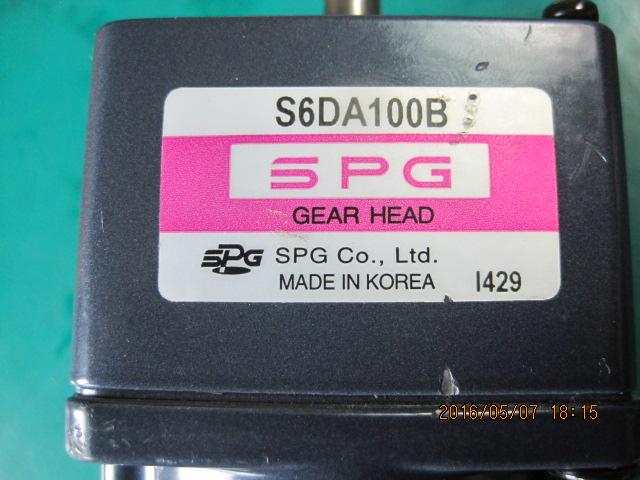 S6DA100B
SPG
GEAR HEAD
SPG SPG Co., Ltd.
MADE IN KOREA I429
2016/05/07 18:15